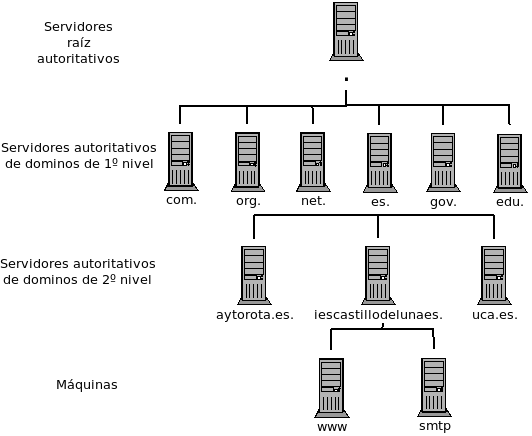 Servidores
raíz
autoritativos
.
Servidores autoritativos
de dominos de 1º nivel
com.
org.
net.
es.
gov.
edu.
Servidores autoritativos
de dominos de 2º nivel
aytorota.es.
iescastillodelunaes.
uca.es.
Máquinas
www
smtp